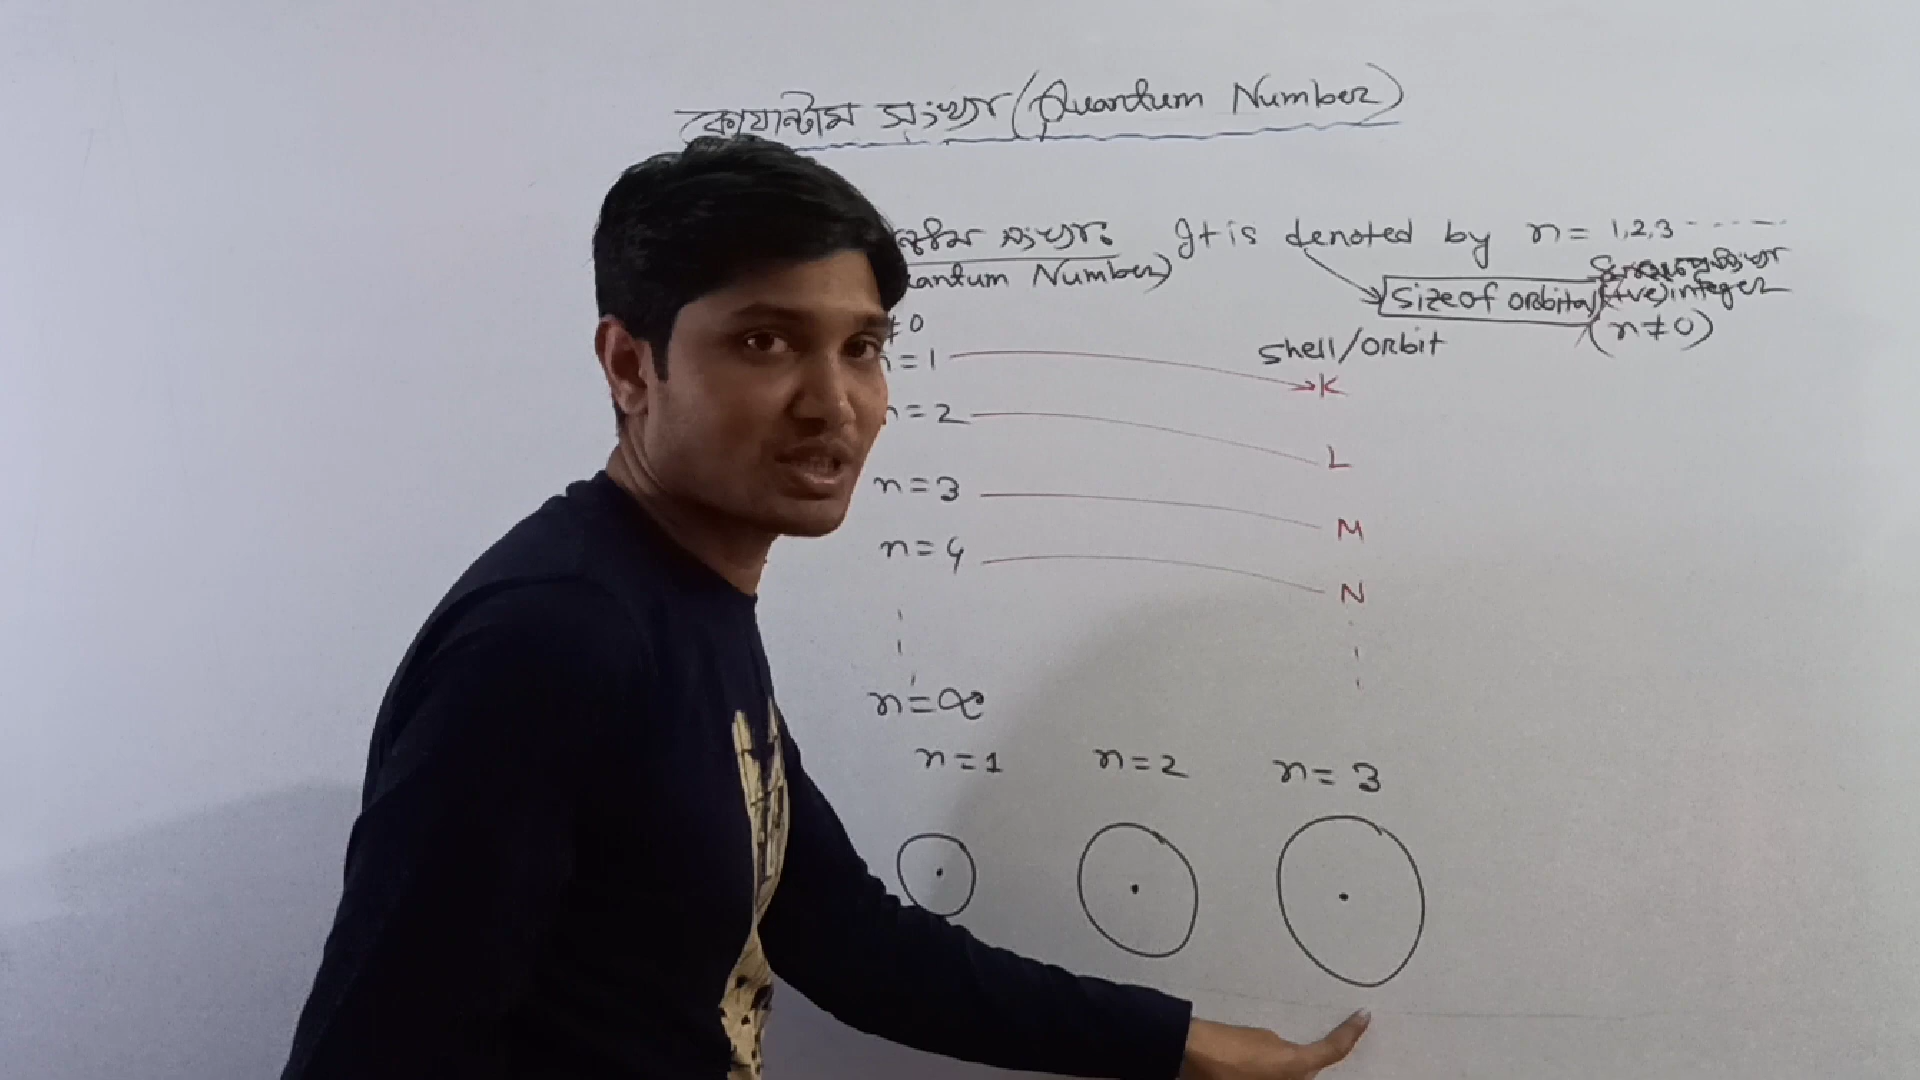 কোয়ান্টাম সংখ্যা (Quantum Number)
সংখ্যা: It is denoted by n = 1,2,3 -----
Number)
Size of orbital (+ve) integer
(n ≠ 0)
≠ 0
Shell/Orbit
= 1 K
n = 2 L
n = 3 M
n = 4 N
n = ∞
n = 1 n = 2 n = 3